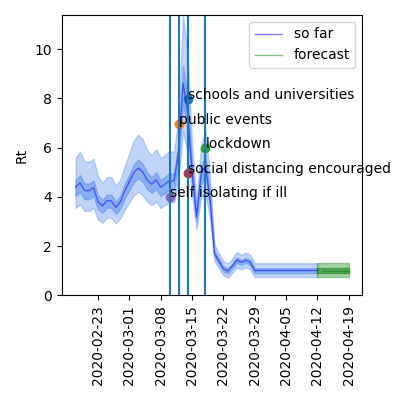 so far
forecast
10
8
6
4
2
0
Rt
schools and universities
public events
lockdown
social distancing encouraged
self isolating if ill
2020-02-23
2020-03-01
2020-03-08
2020-03-15
2020-03-22
2020-03-29
2020-04-05
2020-04-12
2020-04-19